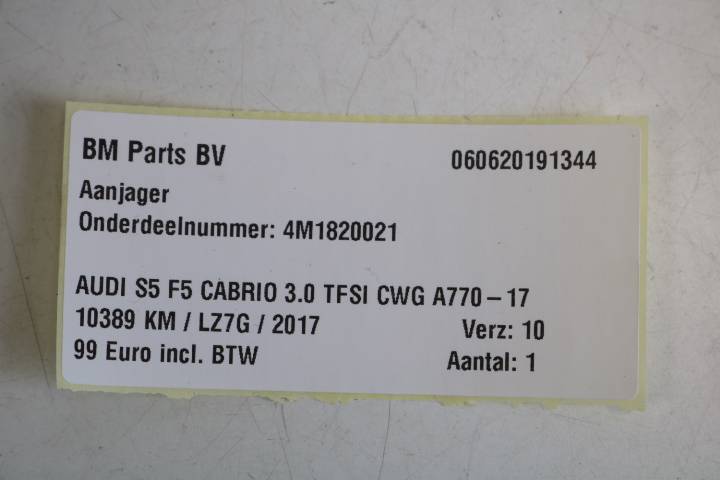 BM Parts BV 060620191344
Aanjager
Onderdeelnummer: 4M1820021
AUDI S5 F5 CABRIO 3.0 TFSI CWG A770-17
10389 KM / LZ7G / 2017 Verz: 10
99 Euro incl. BTW Aantal: 1